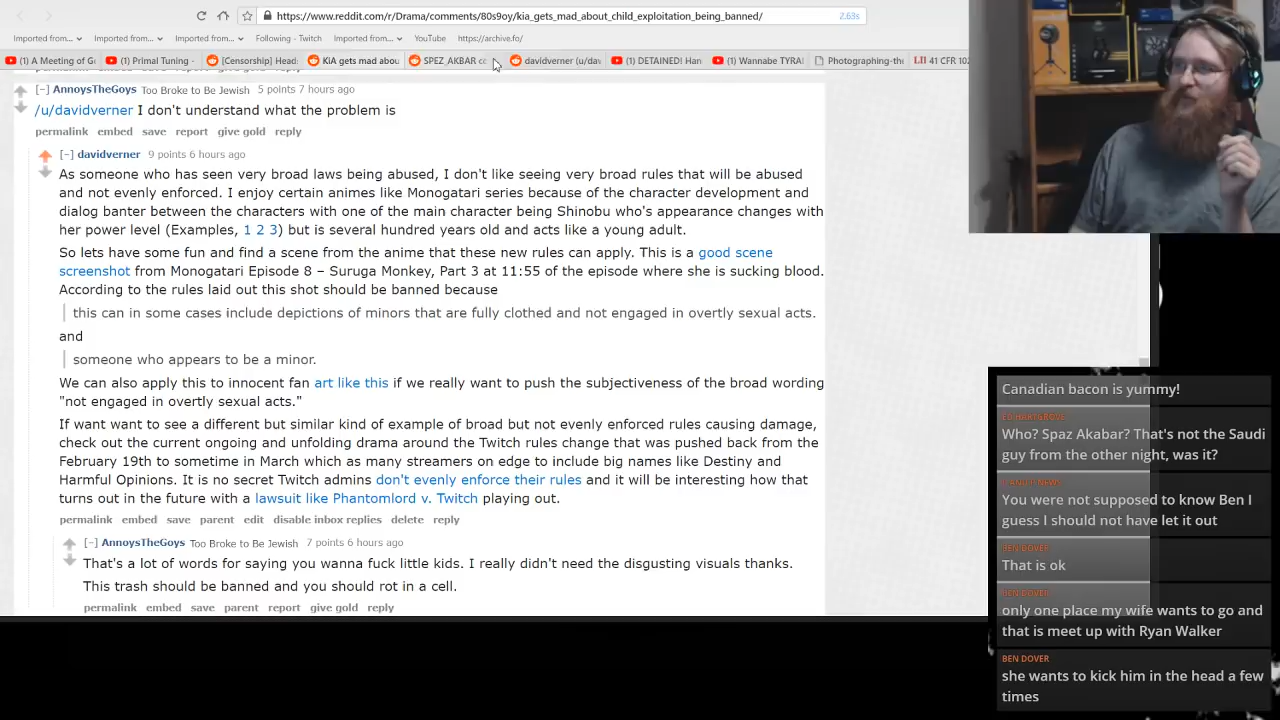 https://www.reddit.com/r/Drama/comments/80s9oy/kia_gets_mad_about_child_exploitation_being_banned/ 2.63s
Imported from... Imported from... Imported from... Following - Twitch Imported from... YouTube https://archive.fo/
(1) A Meeting of G (1) Primal Tuning - [Censorship] Head: KiA gets mad abou SPEZ_AKBAR cc davidverner (u/da (1) DETAINED! Han (1) Wannabe TYRA Photographing-the LII 41 CFR 102
[-] AnnoysTheGoys Too Broke to Be Jewish 5 points 7 hours ago
/u/davidverner I don't understand what the problem is
permalink embed save report give gold reply
[-] davidverner 9 points 6 hours ago
As someone who has seen very broad laws being abused, I don't like seeing very broad rules that will be abused
and not evenly enforced. I enjoy certain animes like Monogatari series because of the character development and
dialog banter between the characters with one of the main character being Shinobu who's appearance changes with
her power level (Examples, 1 2 3) but is several hundred years old and acts like a young adult.
So lets have some fun and find a scene from the anime that these new rules can apply. This is a good scene
screenshot from Monogatari Episode 8 – Suruga Monkey, Part 3 at 11:55 of the episode where she is sucking blood.
According to the rules laid out this shot should be banned because
this can in some cases include depictions of minors that are fully clothed and not engaged in overtly sexual acts.
and
someone who appears to be a minor.
We can also apply this to innocent fan art like this if we really want to push the subjectiveness of the broad wording
"not engaged in overtly sexual acts."
If want want to see a different but similar kind of example of broad but not evenly enforced rules causing damage,
check out the current ongoing and unfolding drama around the Twitch rules change that was pushed back from the
February 19th to sometime in March which as many streamers on edge to include big names like Destiny and
Harmful Opinions. It is no secret Twitch admins don't evenly enforce their rules and it will be interesting how that
turns out in the future with a lawsuit like Phantomlord v. Twitch playing out.
permalink embed save parent edit disable inbox replies delete reply
[-] AnnoysTheGoys Too Broke to Be Jewish 7 points 6 hours ago
That's a lot of words for saying you wanna fuck little kids. I really didn't need the disgusting visuals thanks.
This trash should be banned and you should rot in a cell.
permalink embed save parent report give gold reply
Canadian bacon is yummy!
ED HARTGROVE
Who? Spaz Akabar? That's not the Saudi
guy from the other night, was it?
You were not supposed to know Ben I
guess I should not have let it out
BEN DOVER
That is ok
BEN DOVER
only one place my wife wants to go and
that is meet up with Ryan Walker
BEN DOVER
she wants to kick him in the head a few
times